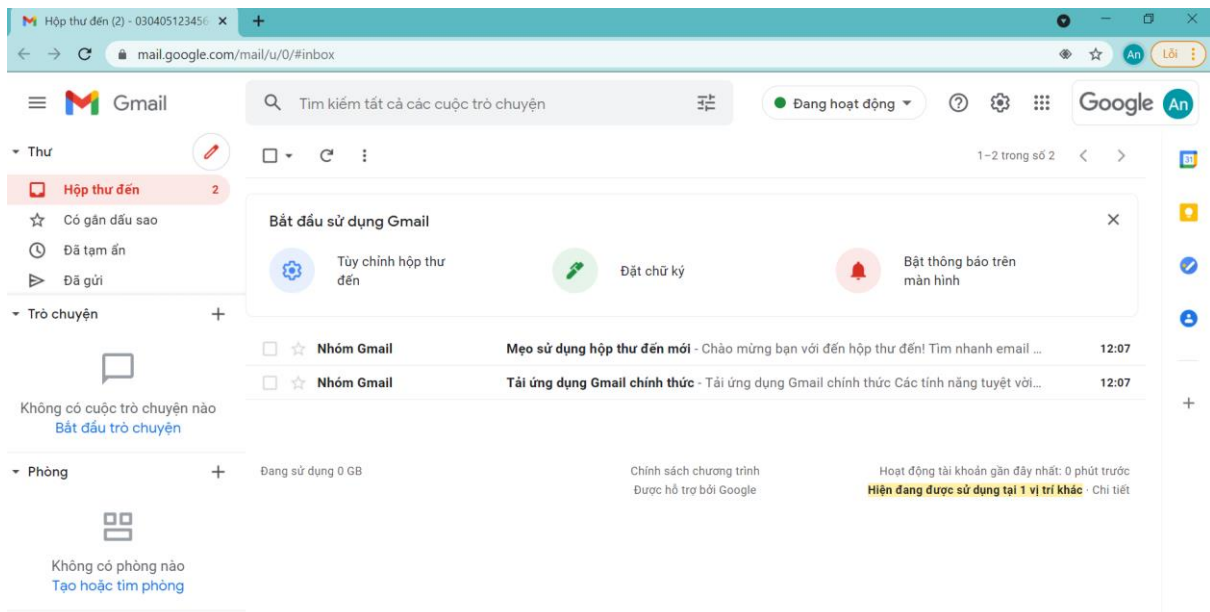 Hộp thư đến (2) - 030405123456
mail.google.com/mail/u/0/#inbox
An
Lỗi
Gmail
Tìm kiếm tất cả các cuộc trò chuyện
Đang hoạt động
Google
An
Thư
1–2 trong số 2
31
Hộp thư đến 2
Có gắn dấu sao
Đã tạm ẩn
Đã gửi
Bắt đầu sử dụng Gmail
Tùy chỉnh hộp thư
đến
Đặt chữ ký
Bật thông báo trên
màn hình
Trò chuyện
Không có cuộc trò chuyện nào
Bắt đầu trò chuyện
Nhóm Gmail Mẹo sử dụng hộp thư đến mới - Chào mừng bạn với đến hộp thư đến! Tìm nhanh email ... 12:07
Nhóm Gmail Tải ứng dụng Gmail chính thức - Tải ứng dụng Gmail chính thức Các tính năng tuyệt vời... 12:07
Phòng
Không có phòng nào
Tạo hoặc tìm phòng
Đang sử dụng 0 GB
Chính sách chương trình
Được hỗ trợ bởi Google
Hoạt động tài khoản gần đây nhất: 0 phút trước
Hiện đang được sử dụng tại 1 vị trí khác · Chi tiết